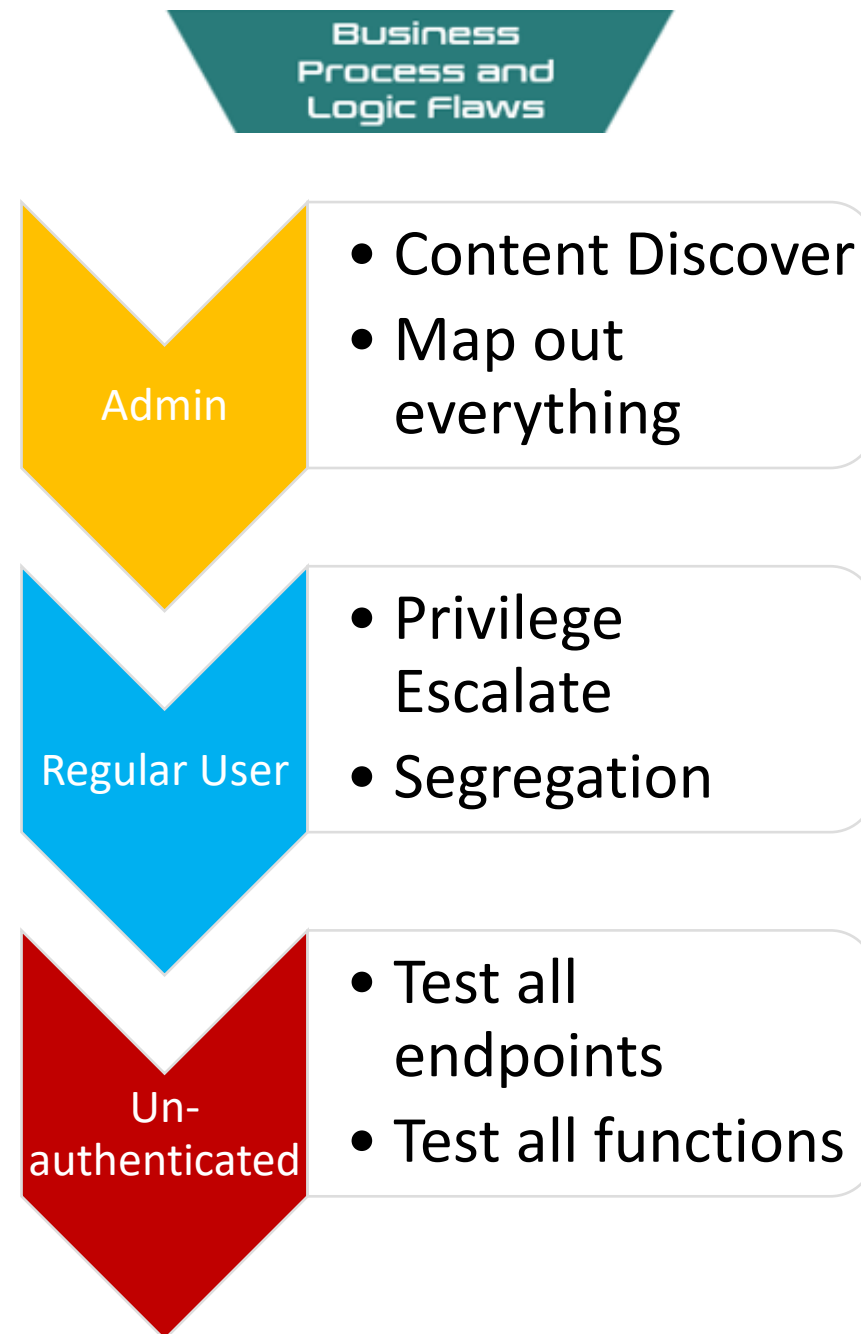 Business
Process and
Logic Flaws
Admin
• Content Discover
• Map out
everything
Regular User
• Privilege
Escalate
• Segregation
Un-
authenticated
• Test all
endpoints
• Test all functions